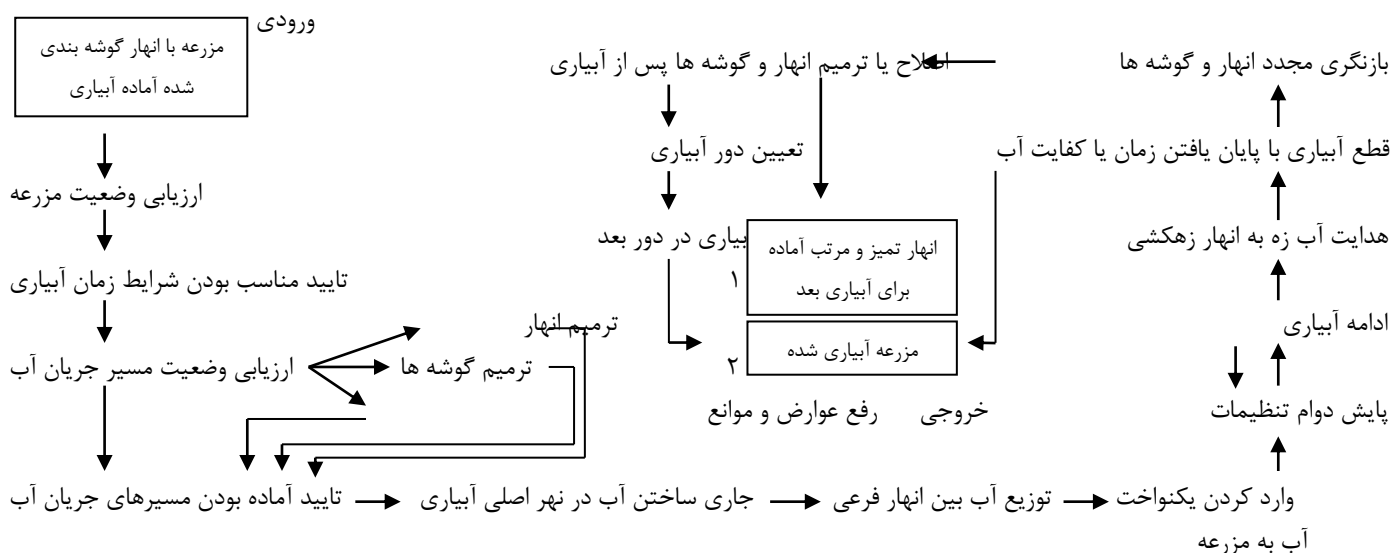 ورودی
مزرعه با انهار گوشه بندی
شده آماده آبیاری
ارزیابی وضعیت مزرعه
تایید مناسب بودن شرایط زمان آبیاری
ارزیابی وضعیت مسیر جریان آب
ترمیم انهار
ترمیم گوشه ها
تایید آماده بودن مسیرهای جریان آب
جاری ساختن آب در نهر اصلی آبیاری
توزیع آب بین انهار فرعی
وارد کردن یکنواخت
آب به مزرعه
پایش دوام تنظیمات
ادامه آبیاری
هدایت آب زه به انهار زهکشی
قطع آبیاری با پایان یافتن زمان یا کفایت آب
بازنگری مجدد انهار و گوشه ها
اصلاح یا ترمیم انهار و گوشه ها پس از آبیاری
تعیین دور آبیاری
بیاری در دور بعد
۱
انهار تمیز و مرتب آماده
برای آبیاری بعد
۲
مزرعه آبیاری شده
خروجی
رفع عوارض و موانع